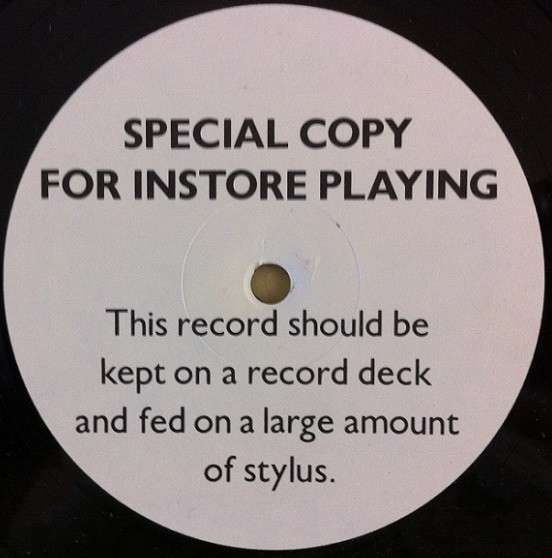 SPECIAL COPY
FOR INSTORE PLAYING
This record should be
kept on a record deck
and fed on a large amount
of stylus.